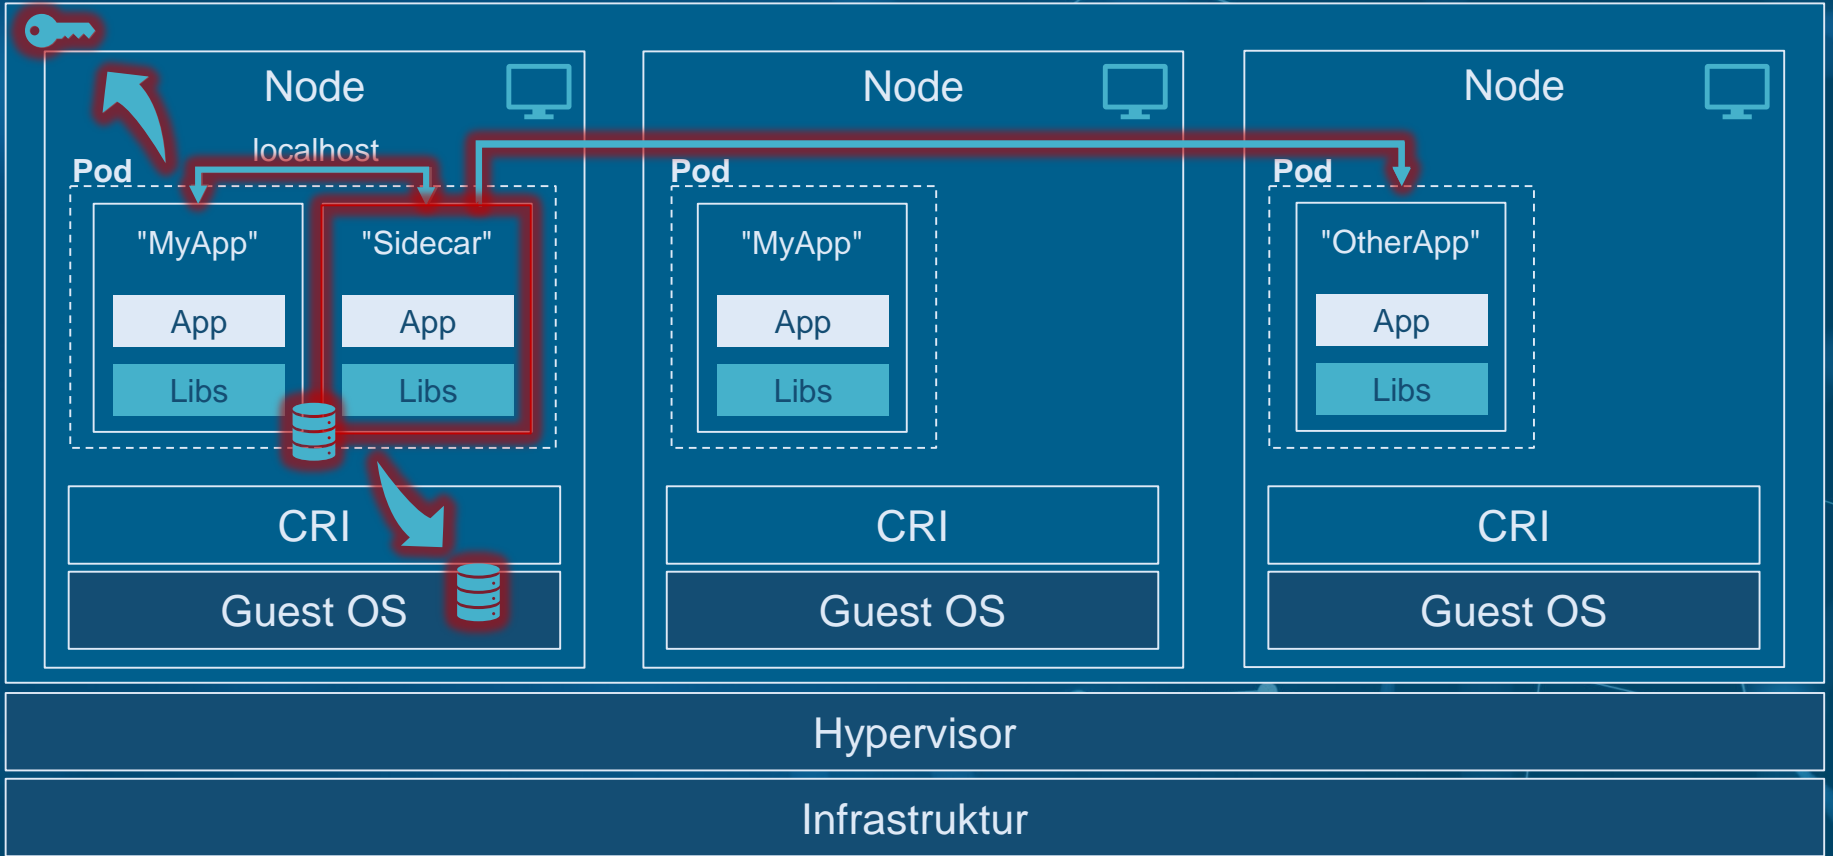 Node
Node
Node
localhost
Pod
Pod
Pod
"MyApp"
"Sidecar"
"MyApp"
"OtherApp"
App
App
App
App
Libs
Libs
Libs
Libs
CRI
CRI
CRI
Guest OS
Guest OS
Guest OS
Hypervisor
Infrastruktur